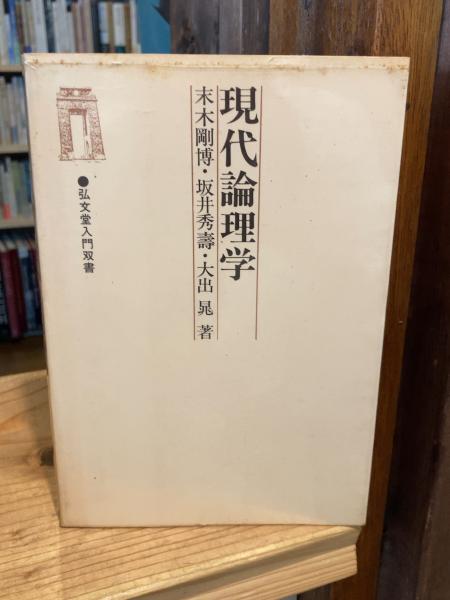 現代論理学
末木剛博・坂井秀壽・大出晁 著
●弘文堂入門双書